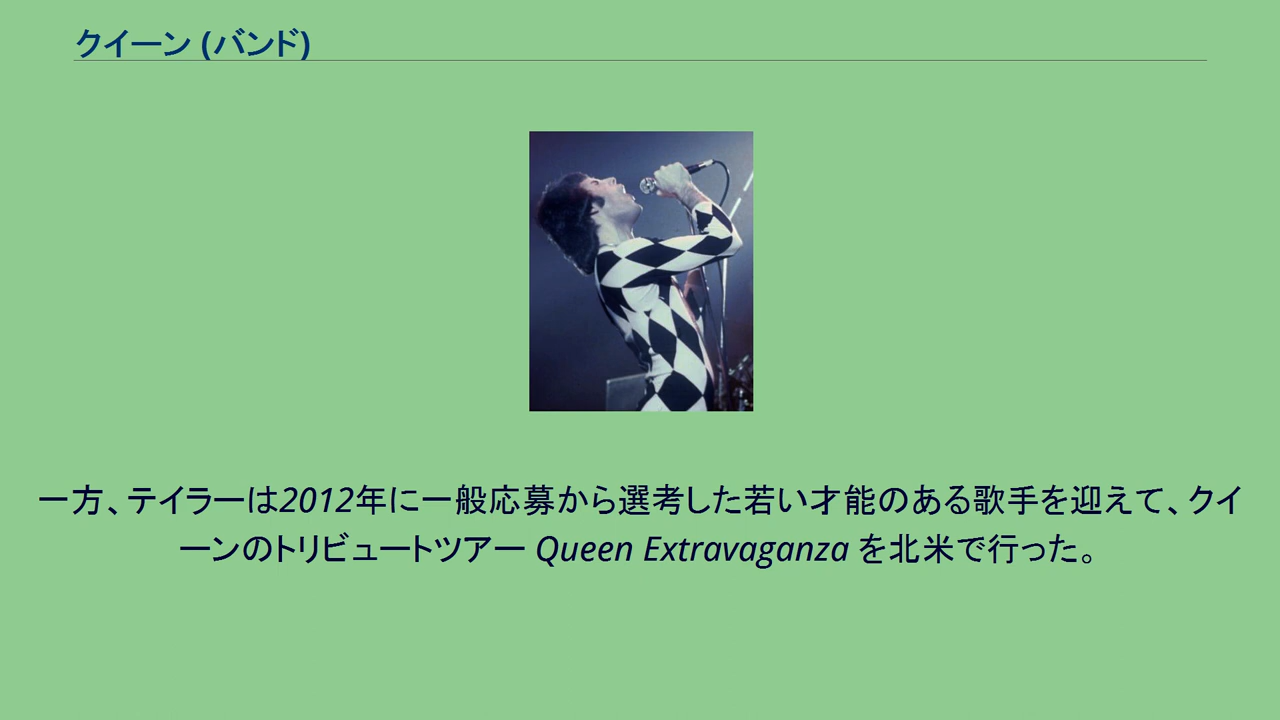 クイーン (バンド)
一方、テイラーは2012年に一般応募から選考した若い才能のある歌手を迎えて、クイ
ーンのトリビュートツアー Queen Extravaganza を北米で行った。